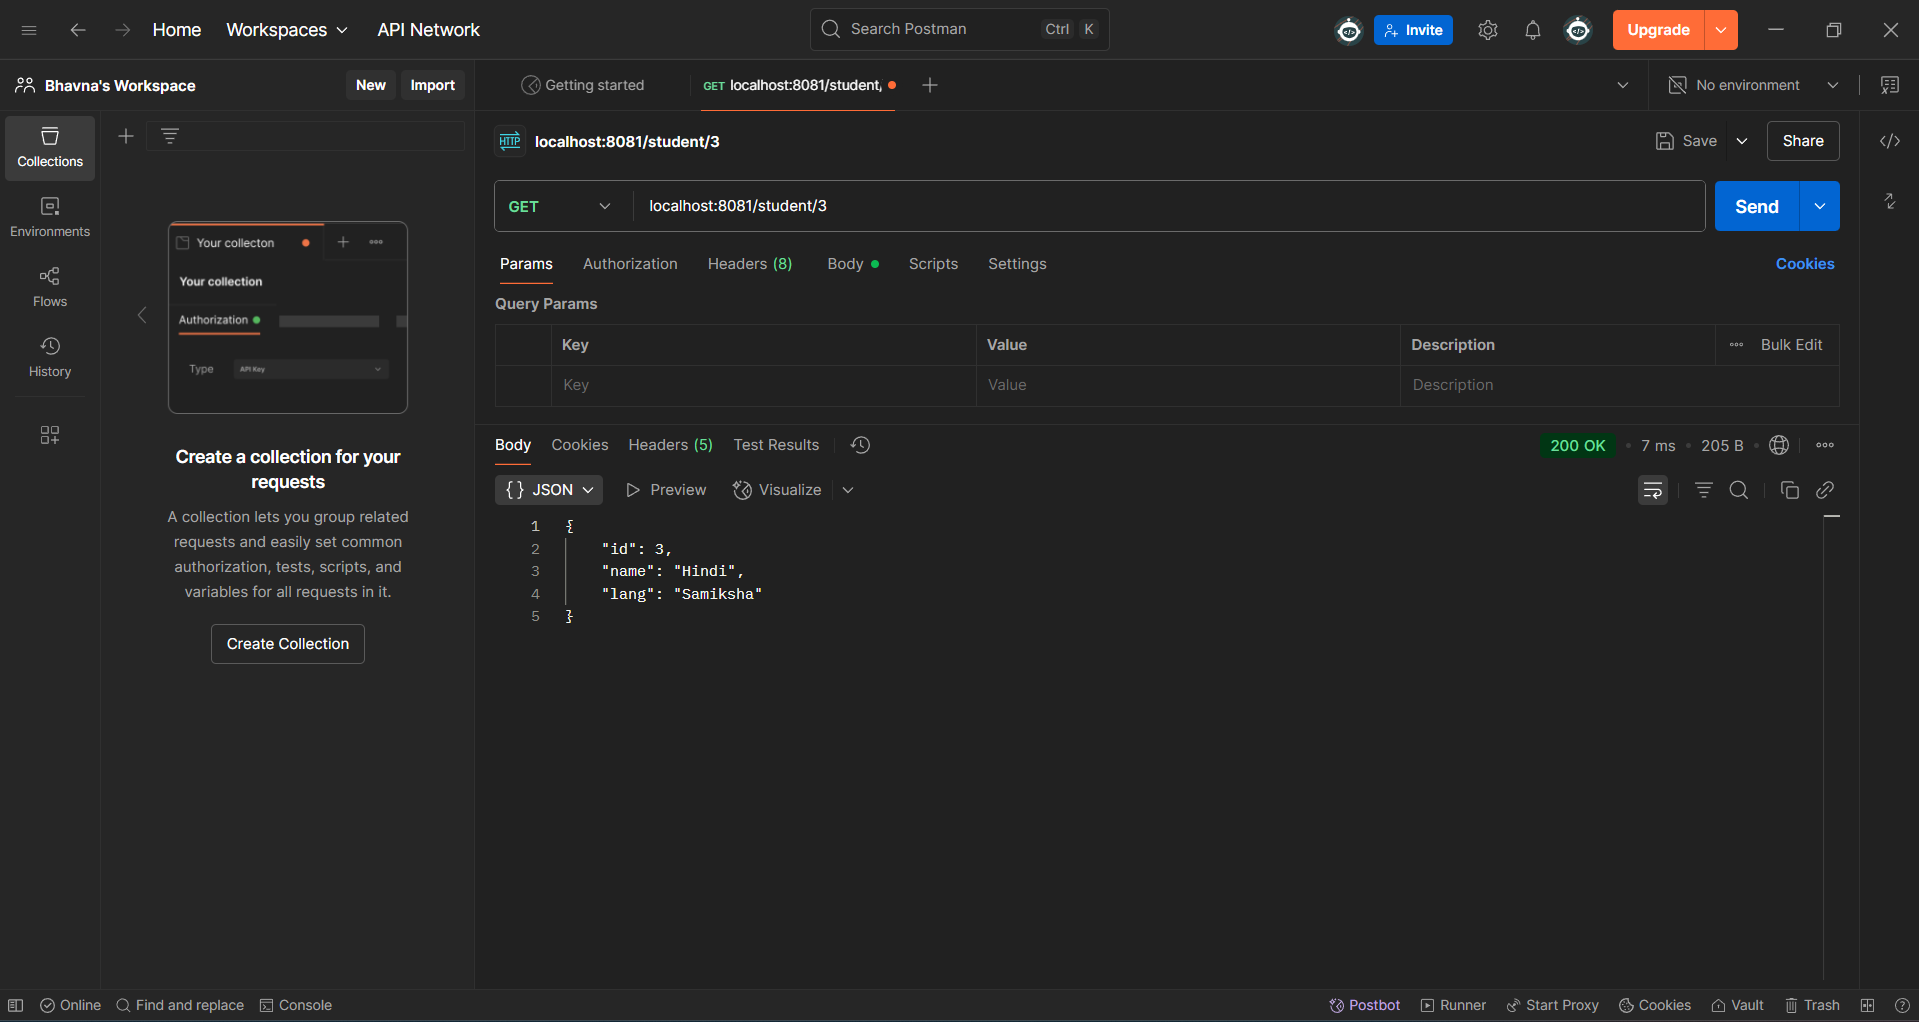 Home Workspaces API Network Search Postman Ctrl K Invite Upgrade
Bhavna's Workspace New Import Getting started GET localhost:8081/student, No environment
Collections
Environments
Flows
History
Your collecton
Your collection
Authorization
Type API Key
Create a collection for your
requests
A collection lets you group related
requests and easily set common
authorization, tests, scripts, and
variables for all requests in it.
Create Collection
HTTP localhost:8081/student/3 Save Share
GET localhost:8081/student/3 Send
Params Authorization Headers (8) Body Scripts Settings Cookies
Query Params
Key Value Description Bulk Edit
Key Value Description
Body Cookies Headers (5) Test Results 200 OK 7 ms 205 B
{} JSON Preview Visualize
1 {
2 "id": 3,
3 "name": "Hindi",
4 "lang": "Samiksha"
5 }
Online Find and replace Console Postbot Runner Start Proxy Cookies Vault Trash